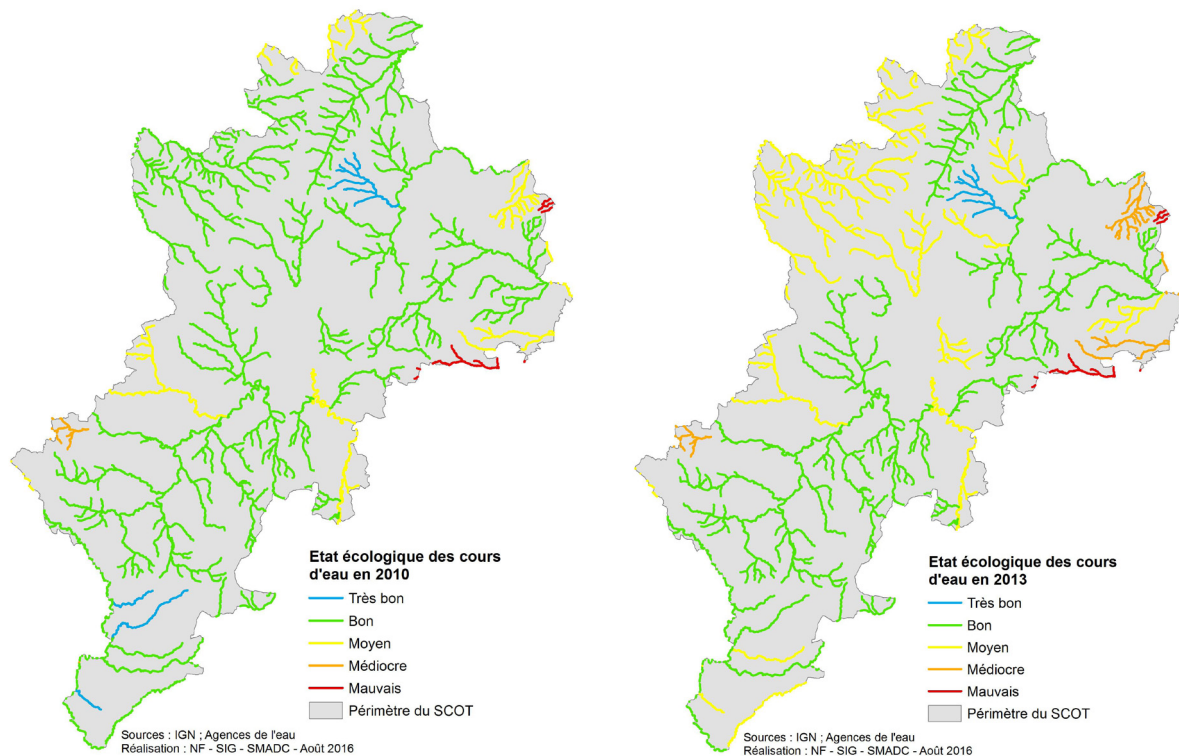 Etat écologique des cours
d'eau en 2010
Très bon
Bon
Moyen
Médiocre
Mauvais
Périmètre du SCOT
Sources : IGN ; Agences de l'eau
Réalisation : NF - SIG - SMADC - Août 2016
Etat écologique des cours
d'eau en 2013
Très bon
Bon
Moyen
Médiocre
Mauvais
Périmètre du SCOT
Sources : IGN ; Agences de l'eau
Réalisation : NF - SIG - SMADC - Août 2016